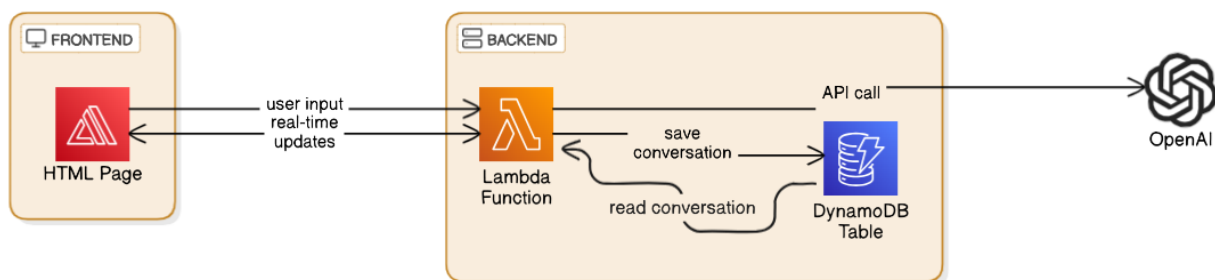 FRONTEND
HTML Page
user input
real-time
updates
BACKEND
Lambda
Function
API call
save
conversation
read conversation
DynamoDB
Table
OpenAI